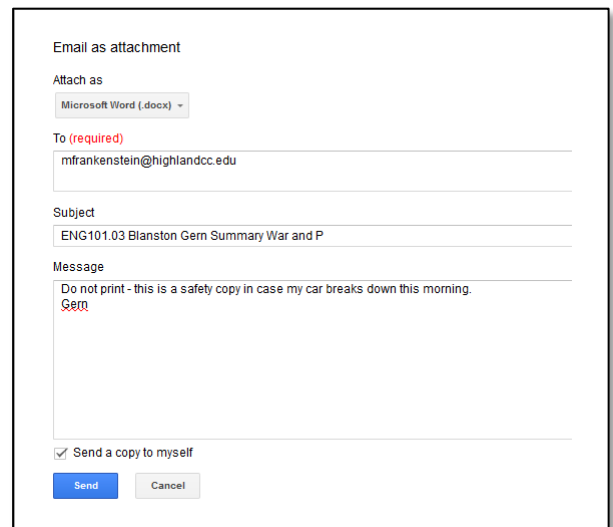 Email as attachment
Attach as
Microsoft Word (.docx)
To (required)
mfrankenstein@highlandcc.edu
Subject
ENG101.03 Blanston Gern Summary War and P
Message
Do not print - this is a safety copy in case my car breaks down this morning.
Gern
Send a copy to myself
Send Cancel